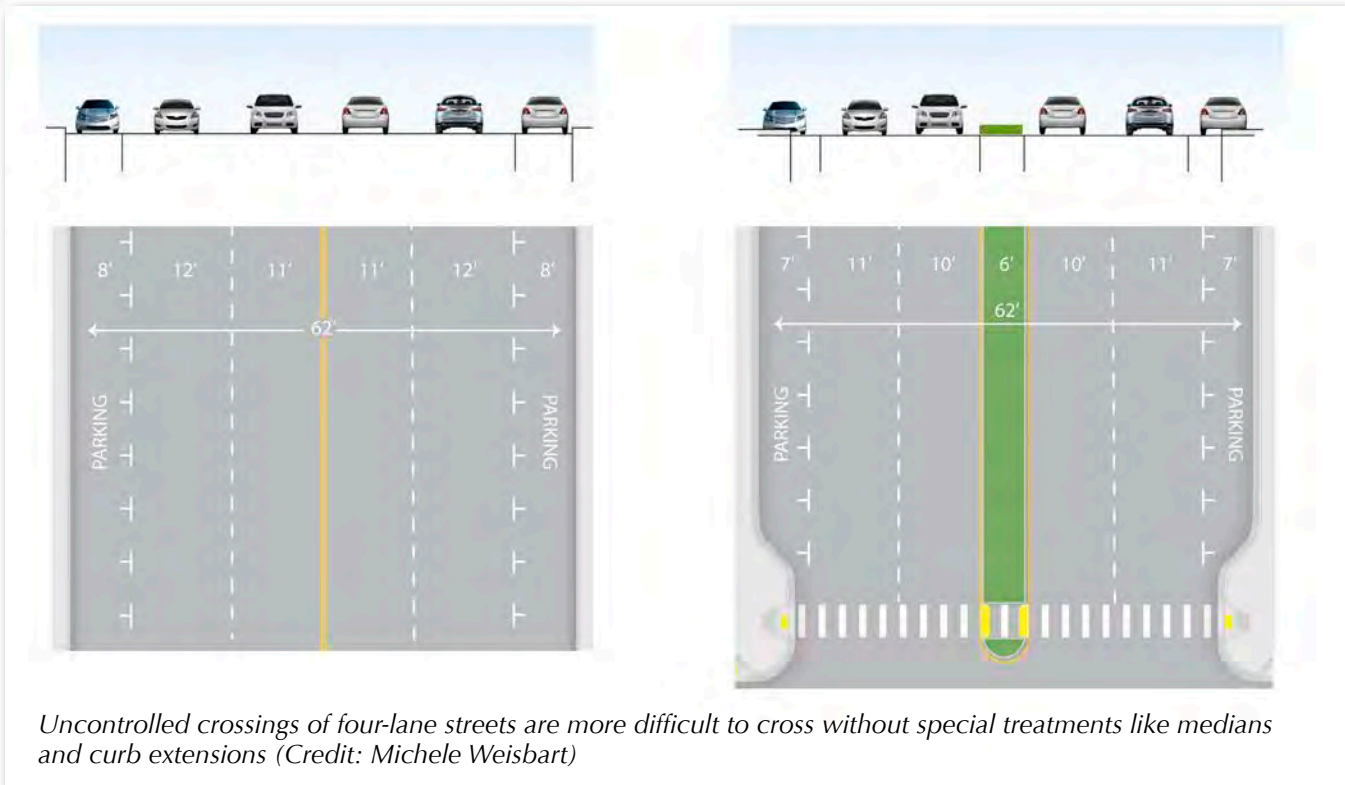 8' 12' 11' 11' 12' 8'
62'
PARKING
PARKING
7' 11' 10' 6' 10' 11' 7'
62'
PARKING
PARKING
Uncontrolled crossings of four-lane streets are more difficult to cross without special treatments like medians
and curb extensions (Credit: Michele Weisbart)